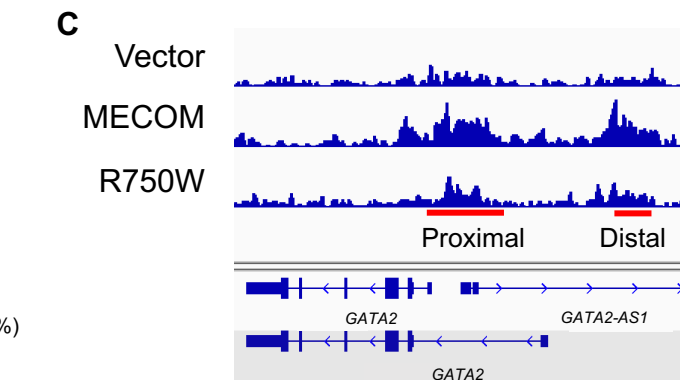 C
Vector
MECOM
R750W
Proximal Distal
GATA2 GATA2-AS1
%)
GATA2